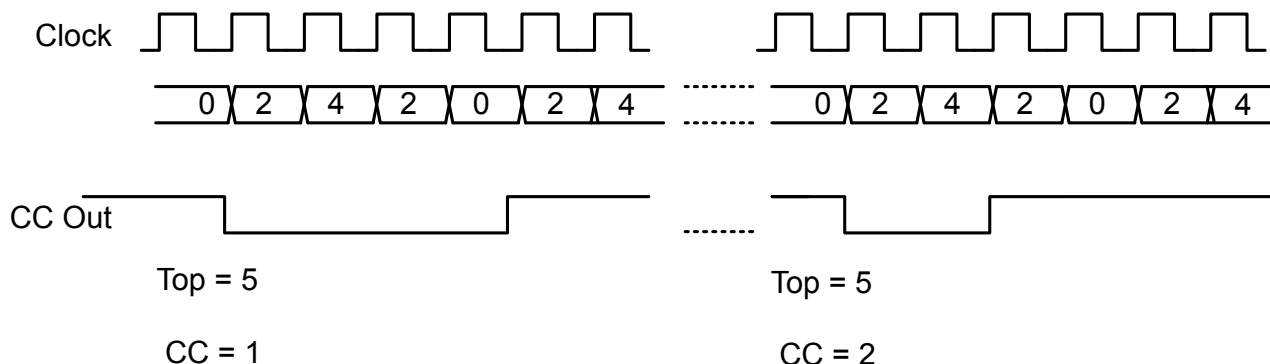 Clock
0 2 4 2 0 2 4 0 2 4 2 0 2 4
CC Out
Top = 5 Top = 5
CC = 1 CC = 2